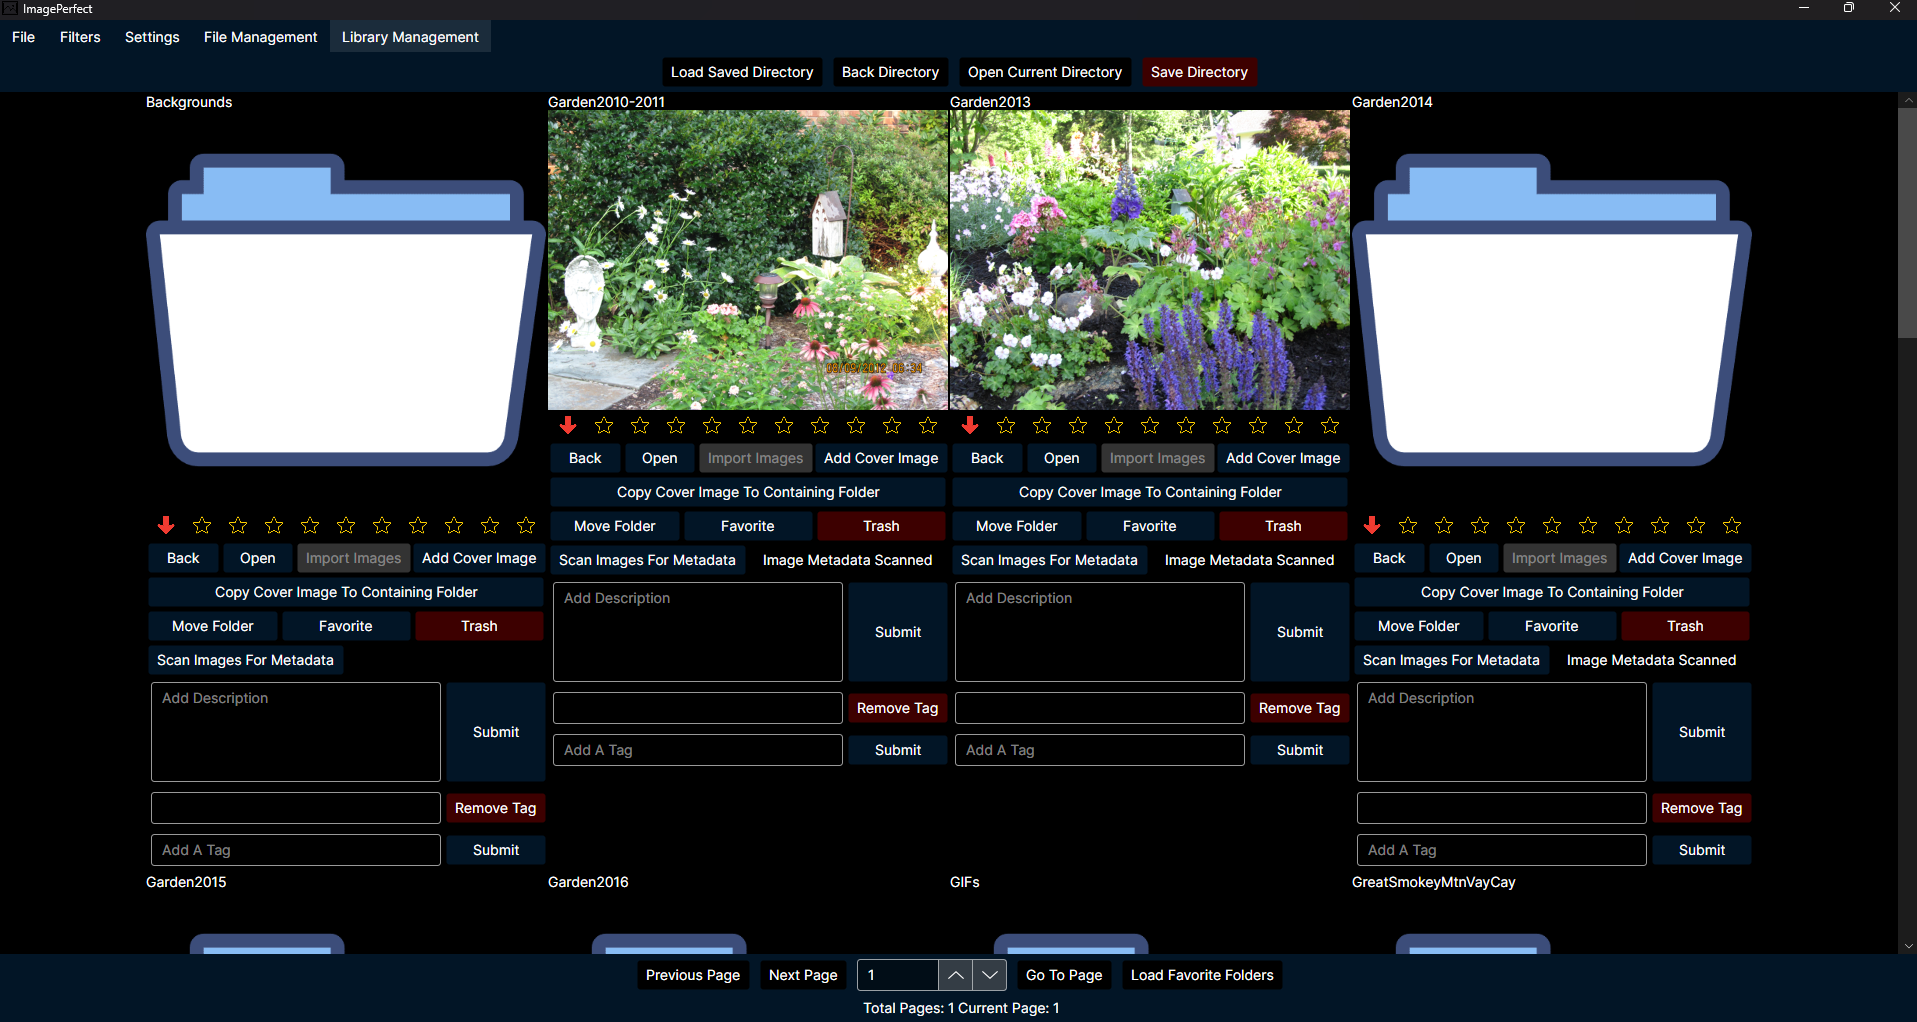 ImagePerfect
File Filters Settings File Management Library Management
Load Saved Directory Back Directory Open Current Directory Save Directory
Backgrounds Garden2010-2011 Garden2013 Garden2014
09/09/2012 08:34
Back Open Import Images Add Cover Image Back Open Import Images Add Cover Image
Copy Cover Image To Containing Folder Copy Cover Image To Containing Folder
Move Folder Favorite Trash Move Folder Favorite Trash
Back Open Import Images Add Cover Image Scan Images For Metadata Image Metadata Scanned Scan Images For Metadata Image Metadata Scanned Back Open Import Images Add Cover Image
Copy Cover Image To Containing Folder Add Description Add Description Copy Cover Image To Containing Folder
Move Folder Favorite Trash Submit Submit Move Folder Favorite Trash
Scan Images For Metadata Scan Images For Metadata Image Metadata Scanned
Add Description Remove Tag Remove Tag Add Description
Submit Add A Tag Submit Add A Tag Submit Submit
Remove Tag Remove Tag
Add A Tag Submit Add A Tag Submit
Garden2015 Garden2016 GIFs GreatSmokeyMtnVayCay
Previous Page Next Page 1 Go To Page Load Favorite Folders
Total Pages: 1 Current Page: 1